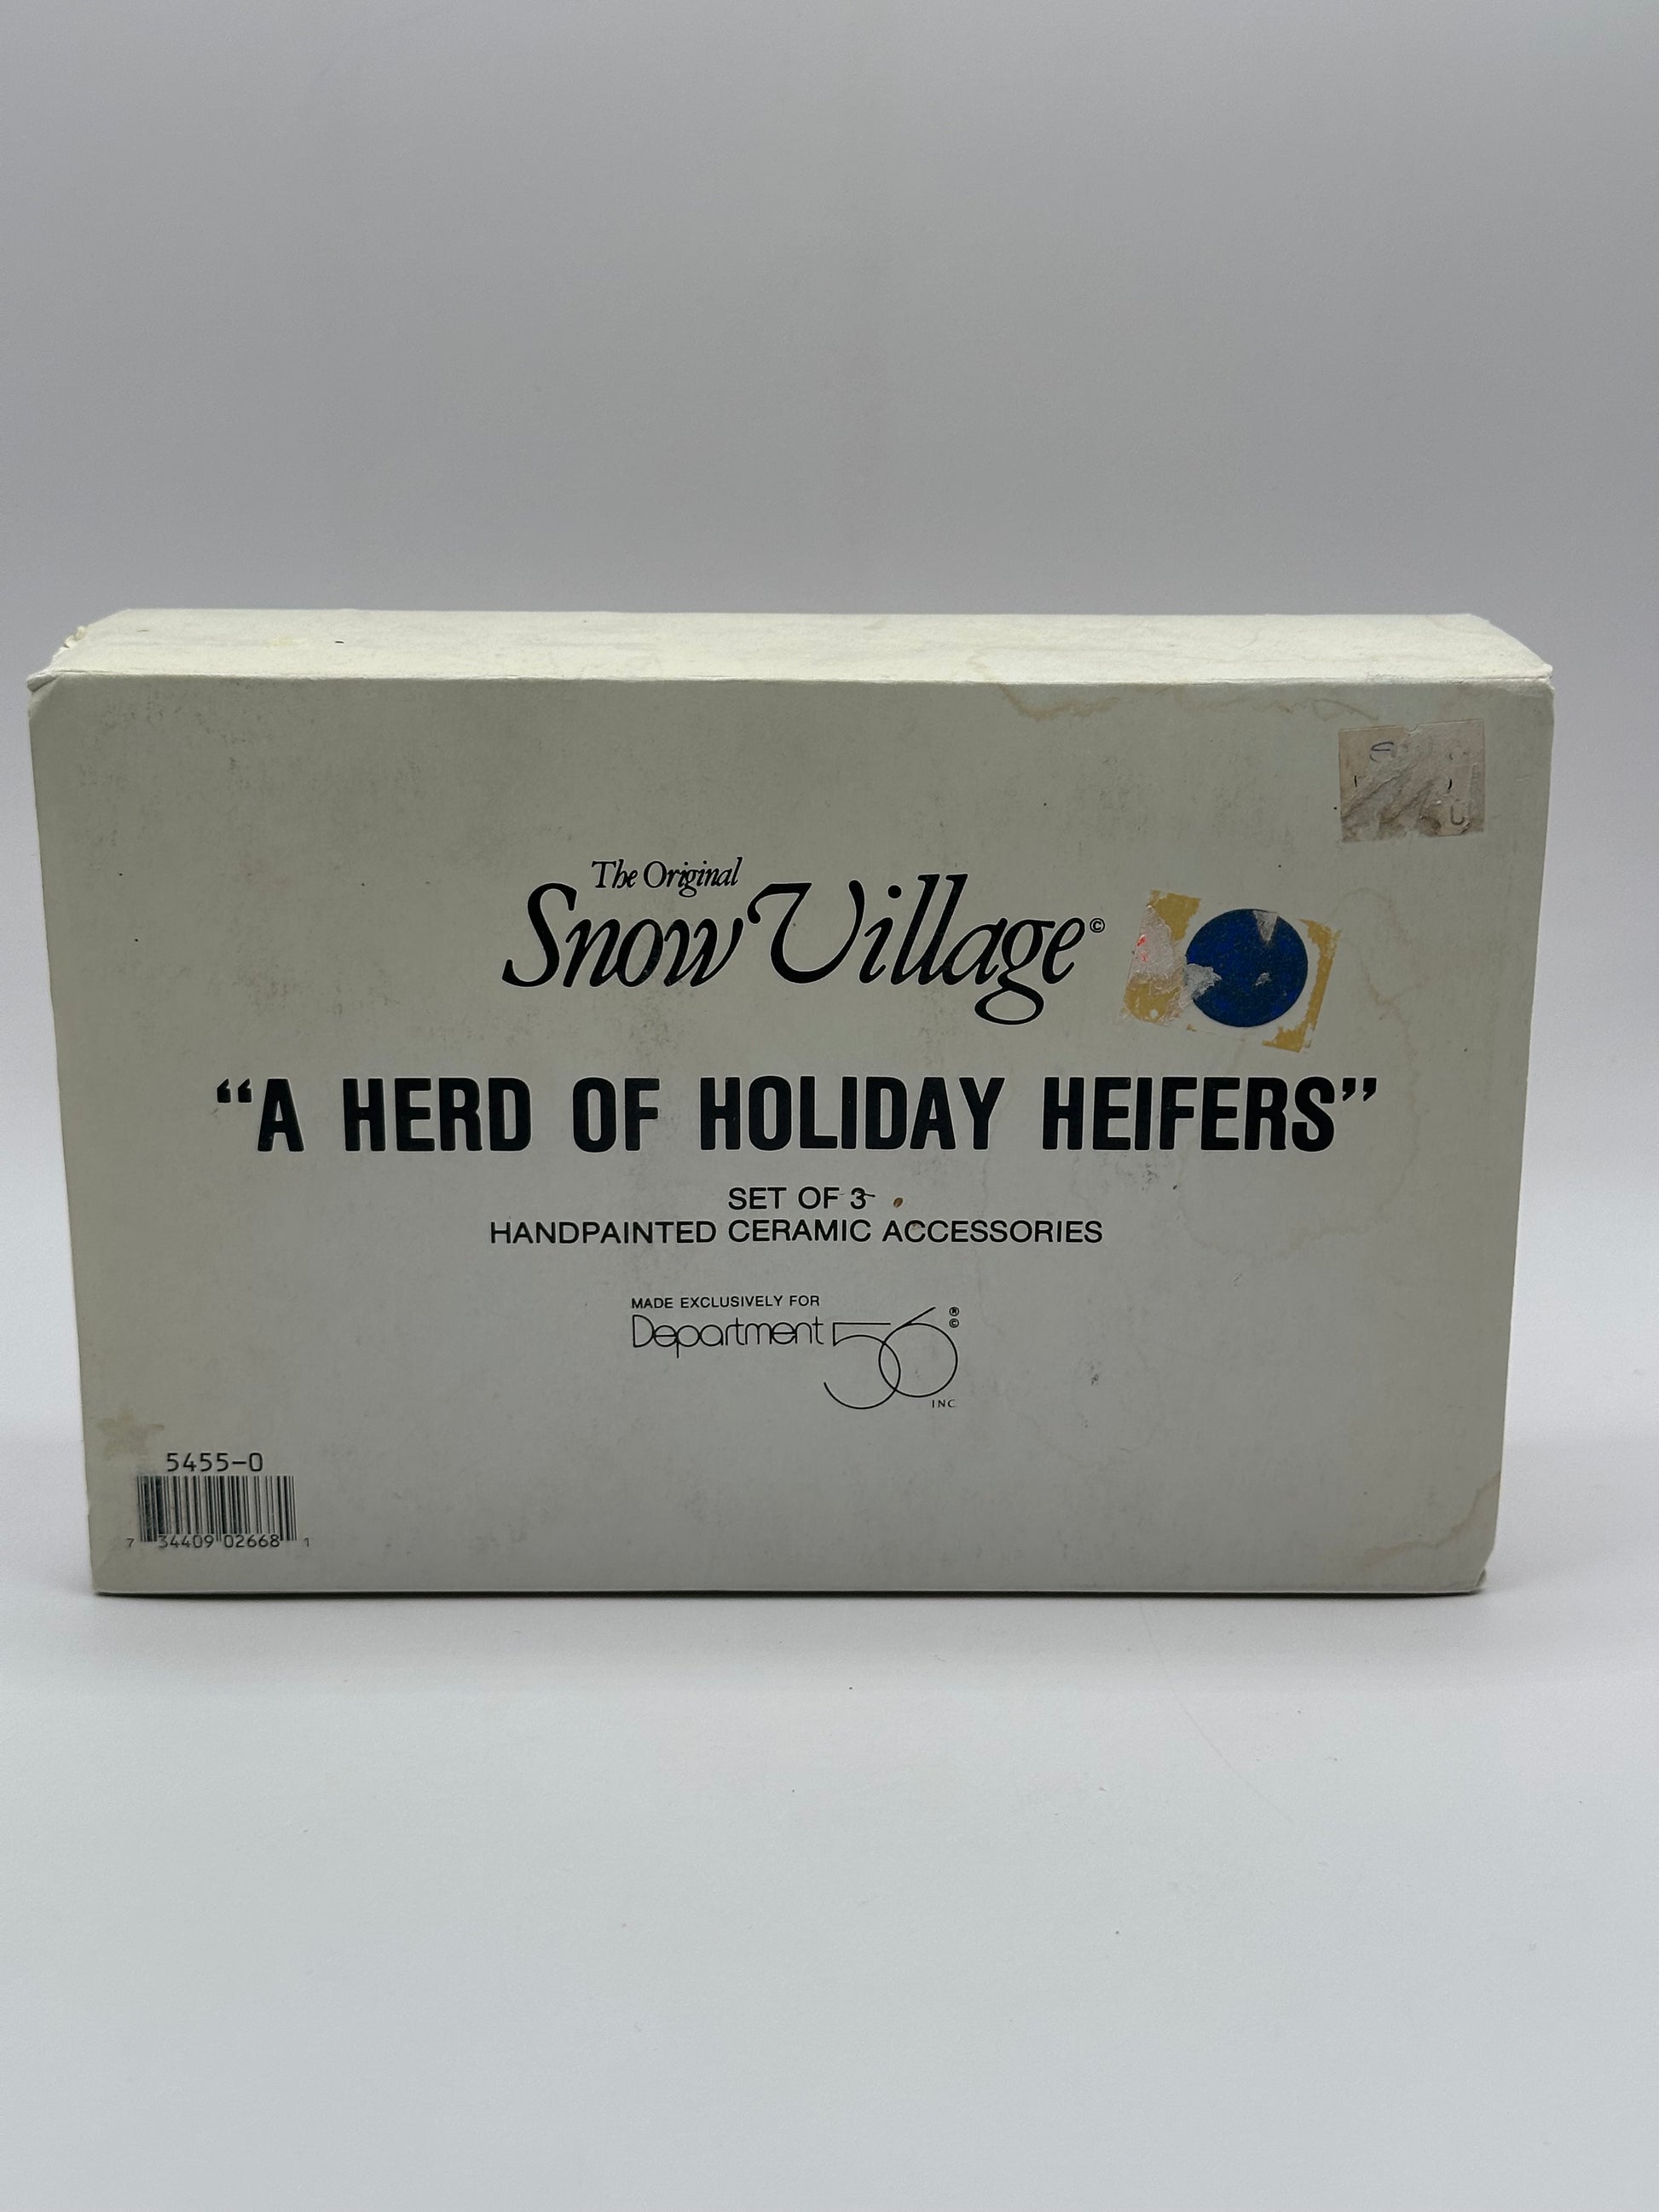 The Original
Snow Village©
“A HERD OF HOLIDAY HEIFERS”
SET OF 3
HANDPAINTED CERAMIC ACCESSORIES
MADE EXCLUSIVELY FOR
Department 56 ® ©
INC
5455-0
7 34409 02668 1